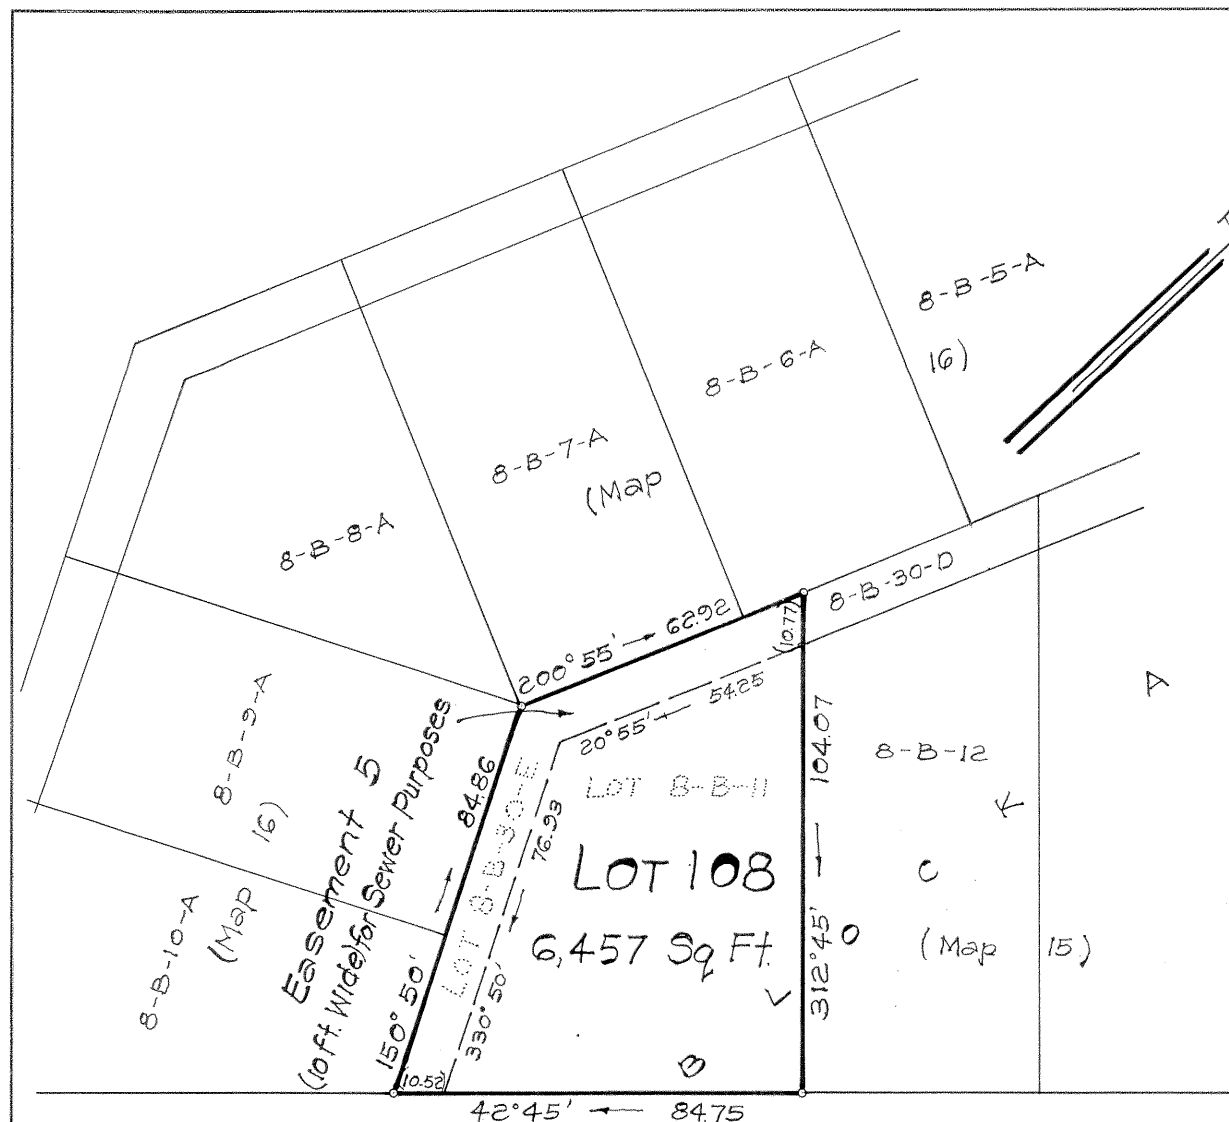 8-B-5-A
16)
8-B-6-A
8-B-7-A
(Map
8-B-8-A
8-B-30-D
200° 55' 62.92
(10.77)
20°55' 54.25
8-B-9-A
16)
8-B-10-A
(Map
Easement 5
(10 ft. Wide) for Sewer Purposes
150° 50' 84.86
LOT 8-B-30-E
330° 50' 76.93
LOT 8-B-11
LOT 108
6,457 Sq Ft.
312°45' 104.07
8-B-12
A
K
C
O
(Map 15)
L
B
(10.52)
42°45' 84.75